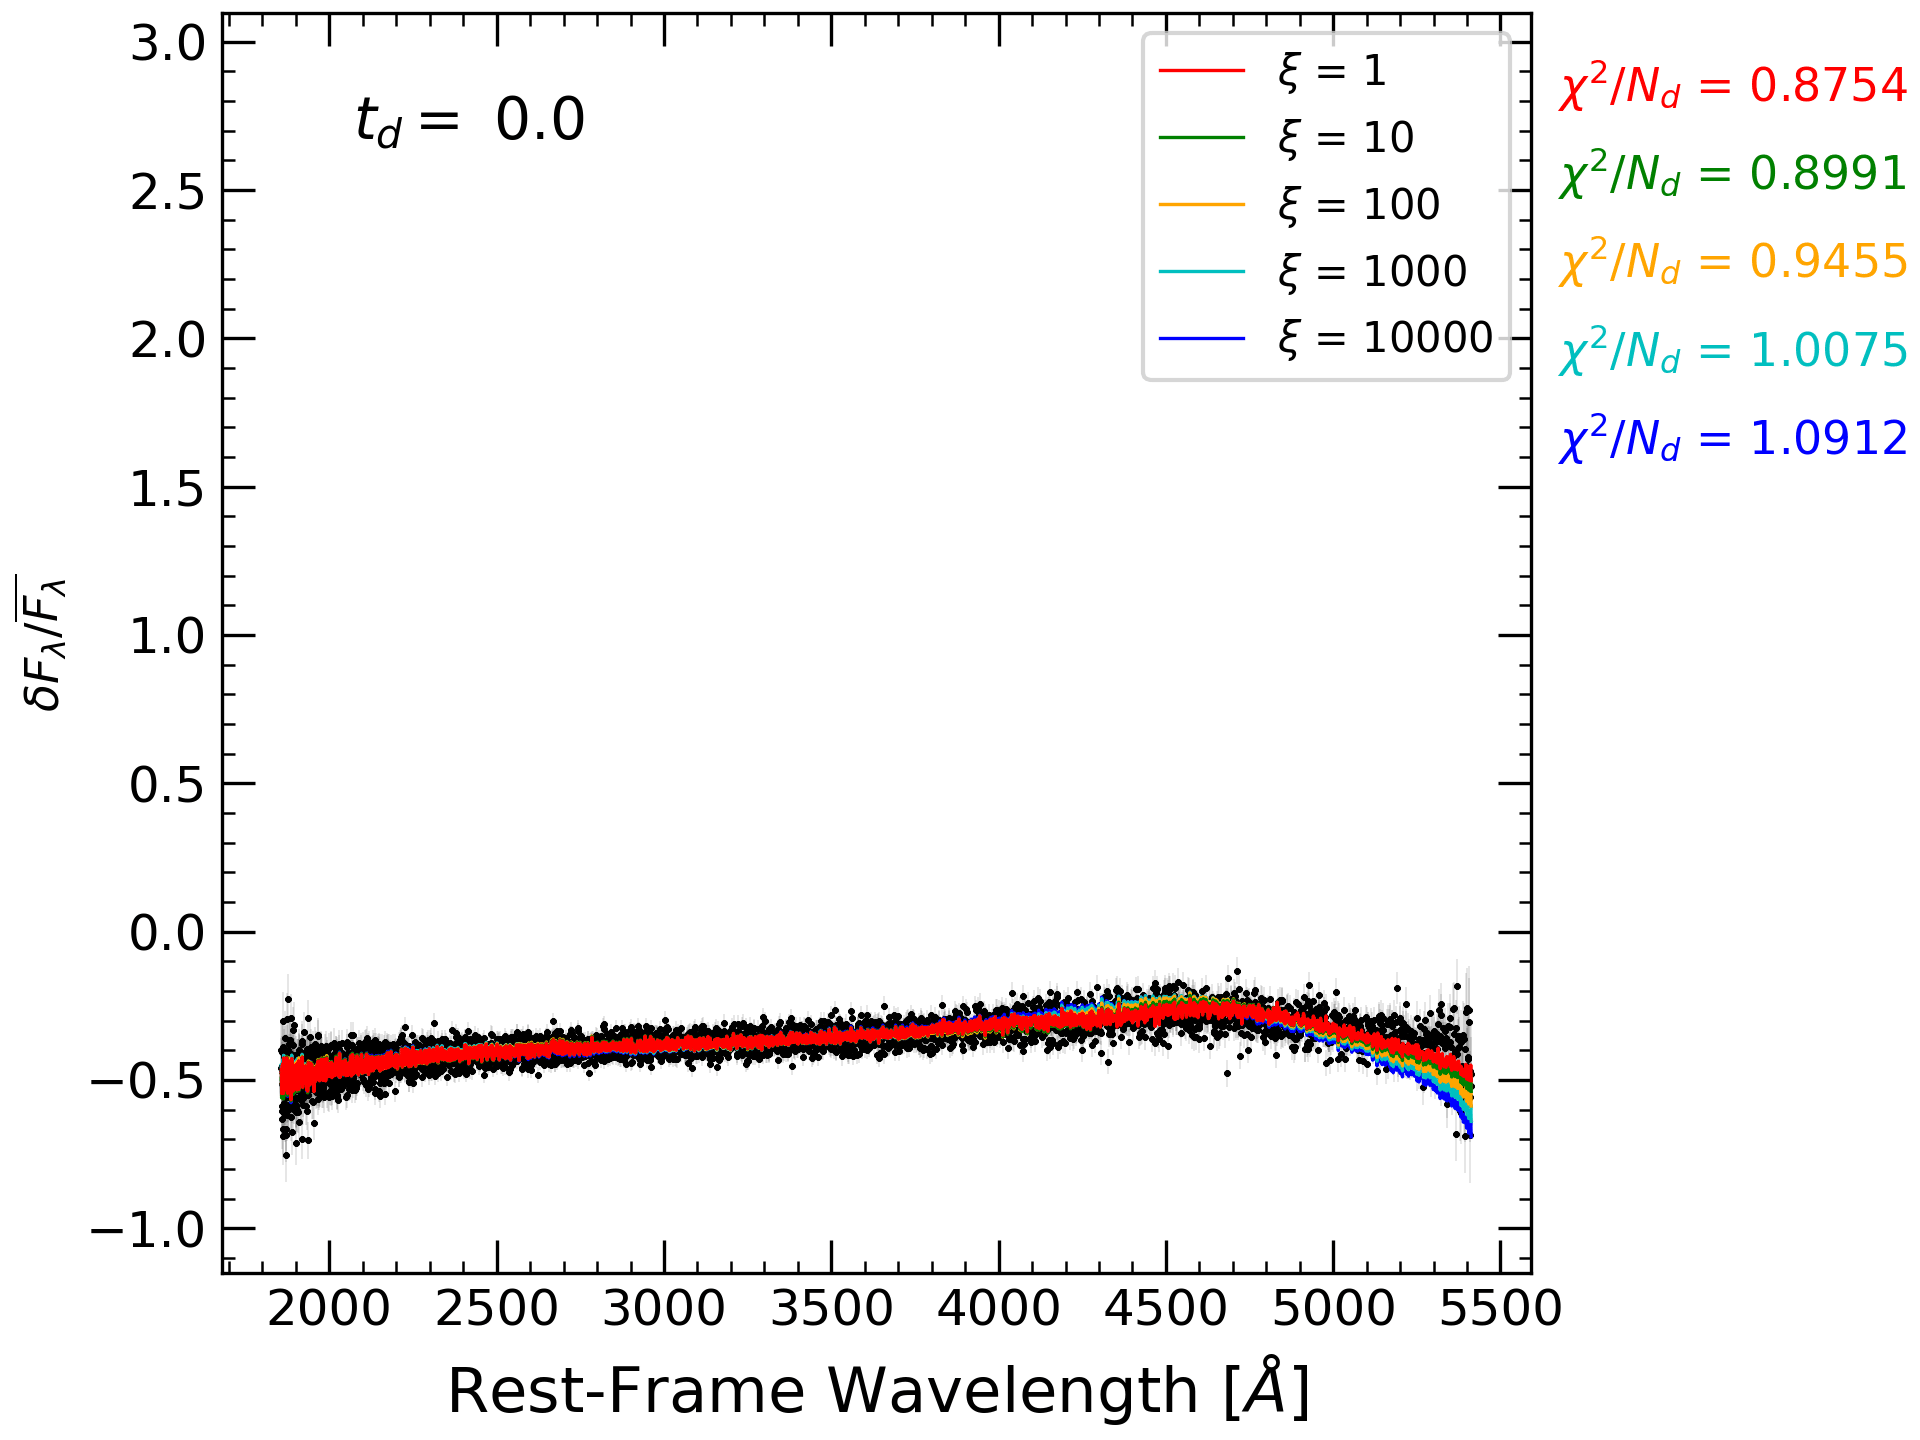 t_d = 0.0
ξ = 1
ξ = 10
ξ = 100
ξ = 1000
ξ = 10000
χ²/N_d = 0.8754
χ²/N_d = 0.8991
χ²/N_d = 0.9455
χ²/N_d = 1.0075
χ²/N_d = 1.0912
3.0
2.5
2.0
1.5
1.0
0.5
0.0
−0.5
−1.0
δF_λ/F̅_λ
2000 2500 3000 3500 4000 4500 5000 5500
Rest-Frame Wavelength [Å]